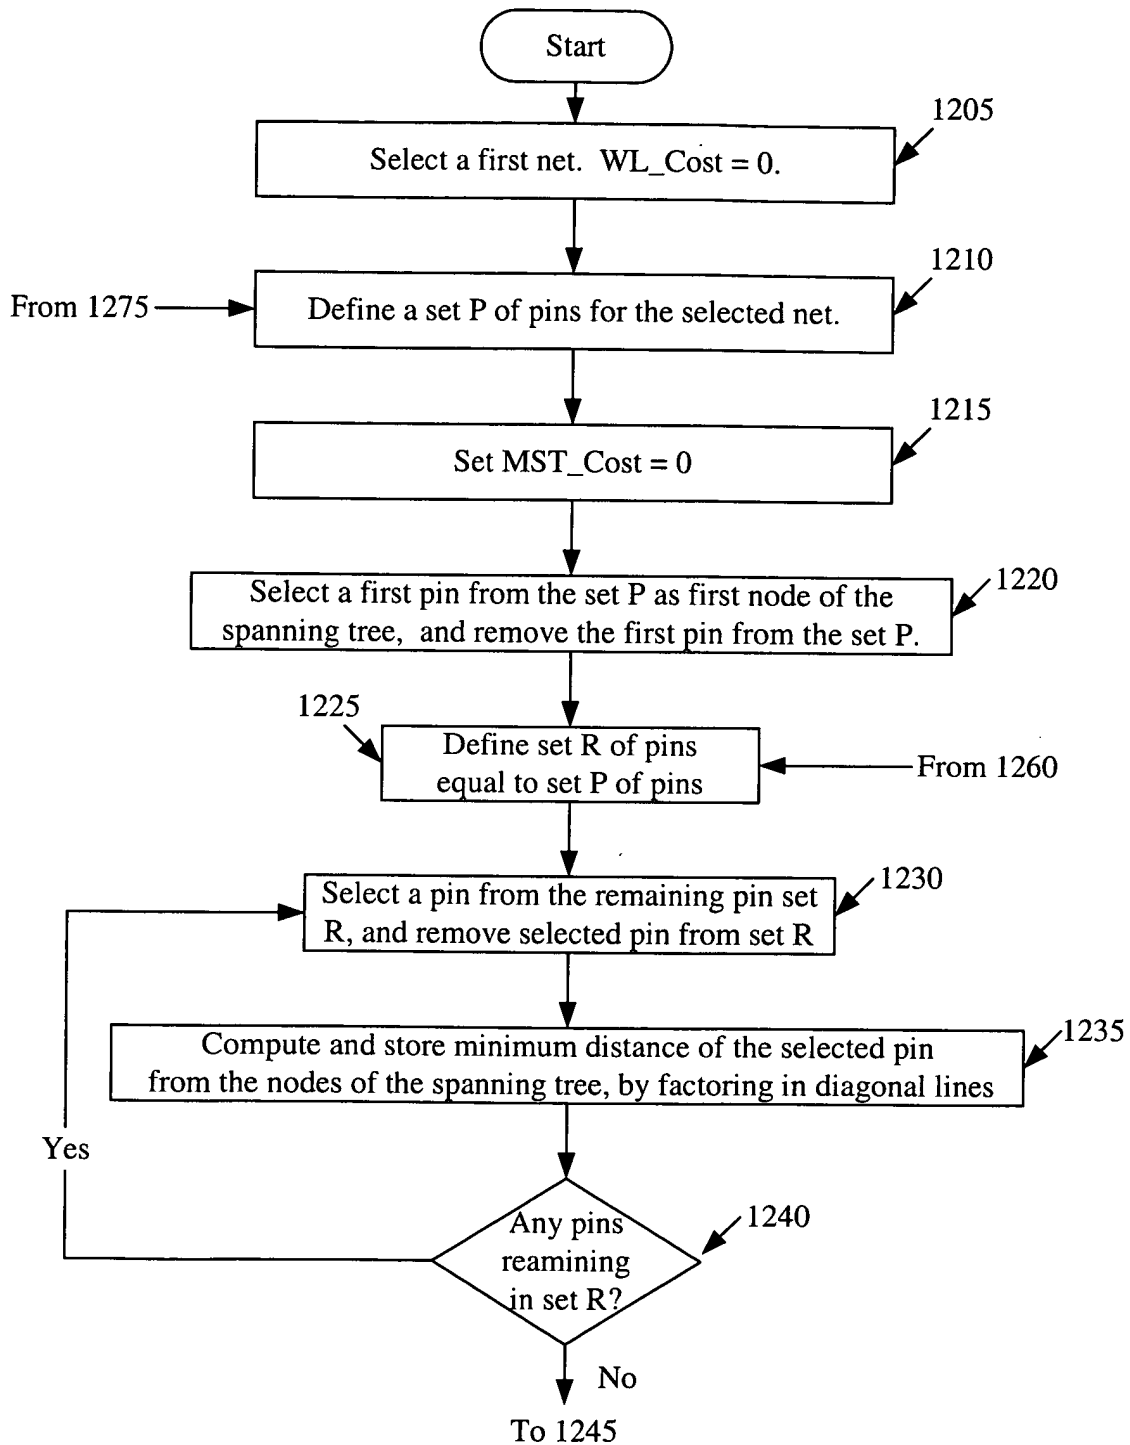 Start
1205
Select a first net. WL_Cost = 0.
1210
From 1275
Define a set P of pins for the selected net.
1215
Set MST_Cost = 0
1220
Select a first pin from the set P as first node of the
spanning tree, and remove the first pin from the set P.
1225
Define set R of pins
equal to set P of pins
From 1260
1230
Select a pin from the remaining pin set
R, and remove selected pin from set R
1235
Compute and store minimum distance of the selected pin
from the nodes of the spanning tree, by factoring in diagonal lines
Yes
1240
Any pins
reamining
in set R?
No
To 1245